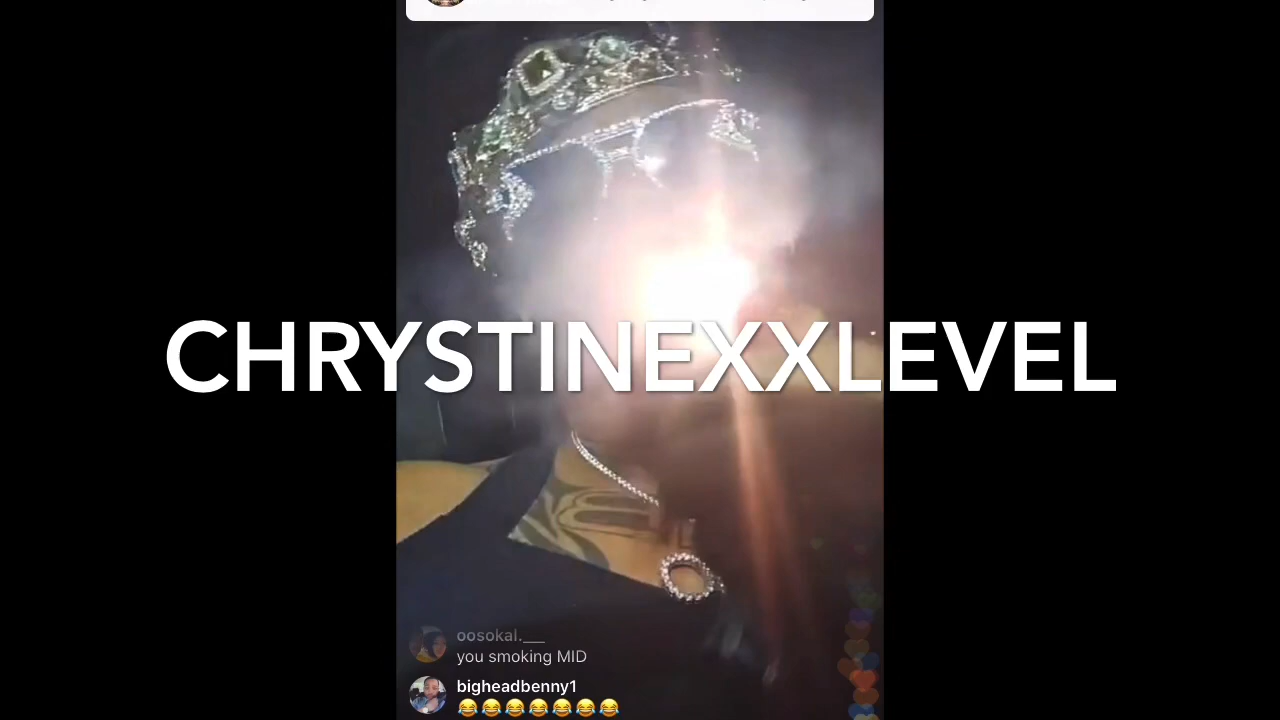 CHRYSTINEXXLEVEL
oosokal.___
you smoking MID
bigheadbenny1
😂😂😂😂😂😂😂